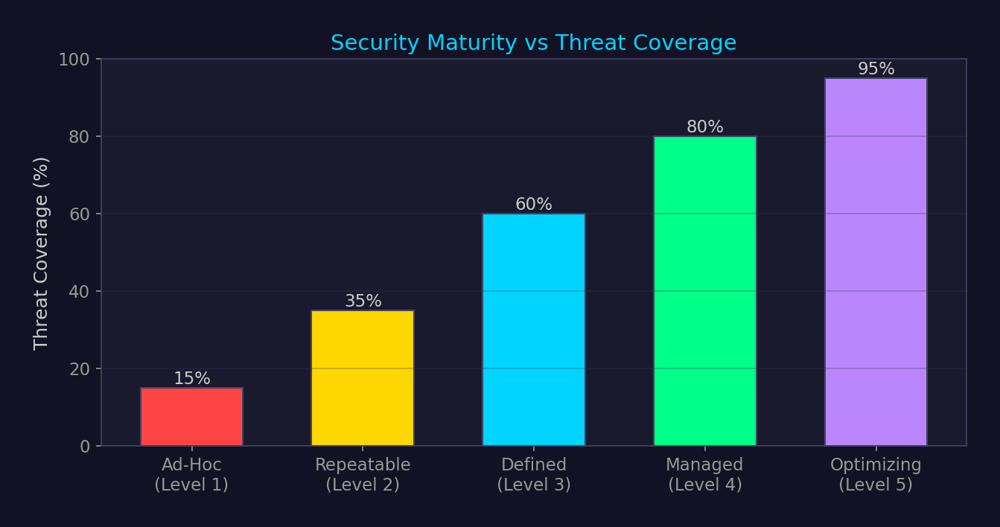 Security Maturity vs Threat Coverage
Threat Coverage (%)
100
80
60
40
20
0
15%
35%
60%
80%
95%
Ad-Hoc
(Level 1)
Repeatable
(Level 2)
Defined
(Level 3)
Managed
(Level 4)
Optimizing
(Level 5)